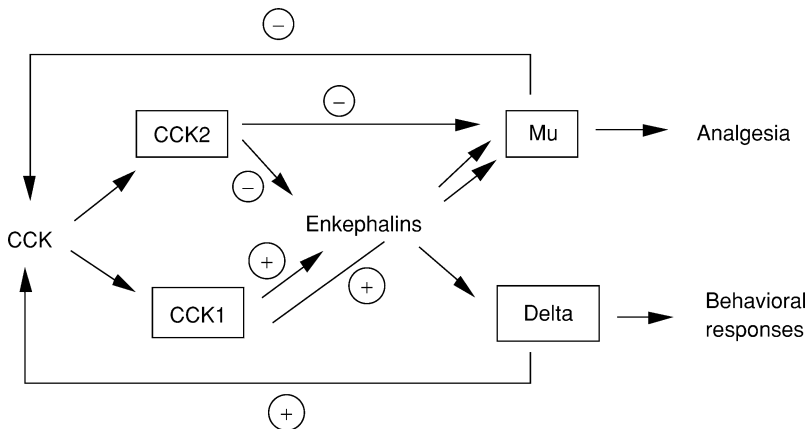 −
−
CCK2
Mu
Analgesia
−
Enkephalins
CCK
+
+
CCK1
Delta
Behavioral
responses
+